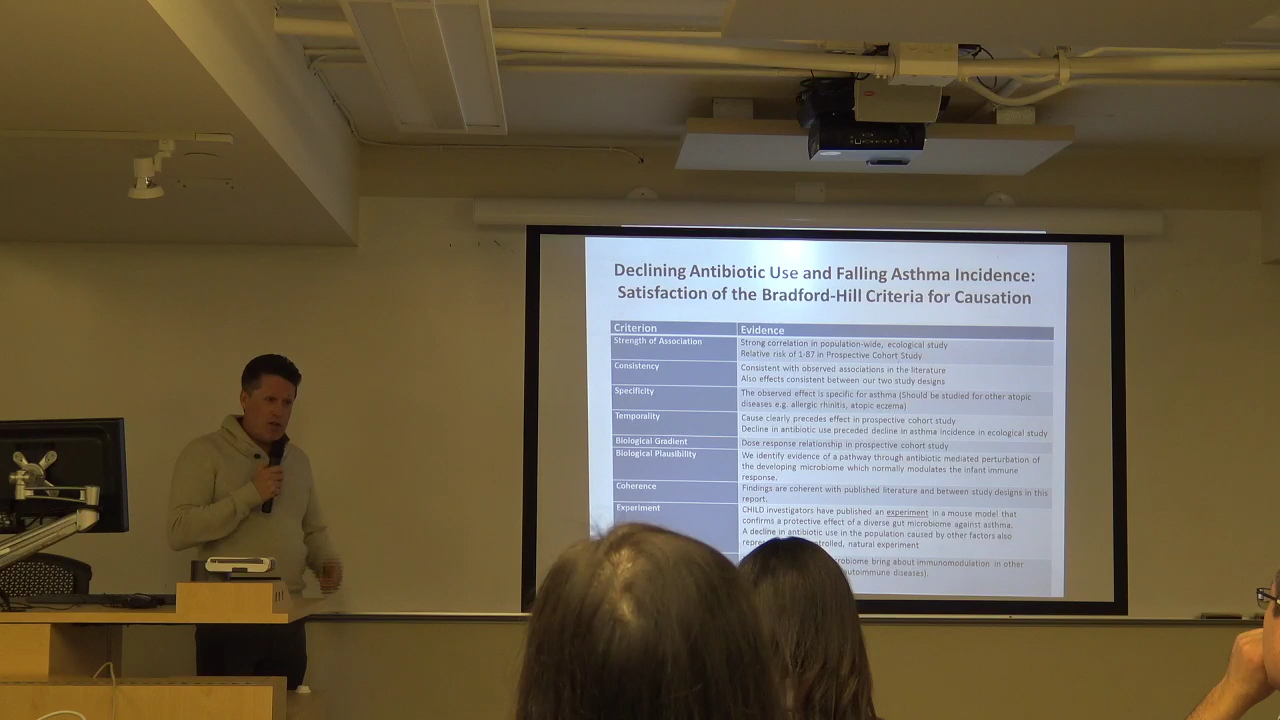 Declining Antibiotic Use and Falling Asthma Incidence:
Satisfaction of the Bradford-Hill Criteria for Causation
Criterion Evidence
Strength of Association Strong correlation in population-wide, ecological study
Relative risk of 1·87 in Prospective Cohort Study
Consistency Consistent with observed associations in the literature
Also effects consistent between our two study designs
Specificity The observed effect is specific for asthma (Should be studied for other atopic
diseases e.g. allergic rhinitis, atopic eczema)
Temporality Cause clearly precedes effect in prospective cohort study
Decline in antibiotic use preceded decline in asthma incidence in ecological study
Biological Gradient Dose response relationship in prospective cohort study
Biological Plausibility We identify evidence of a pathway through antibiotic mediated perturbation of
the developing microbiome which normally modulates the infant immune
response.
Coherence Findings are coherent with published literature and between study designs in this
report.
Experiment CHILD investigators have published an experiment in a mouse model that
confirms a protective effect of a diverse gut microbiome against asthma.
A decline in antibiotic use in the population caused by other factors also
natural experiment
bring about immunomodulation in other
autoimmune diseases).